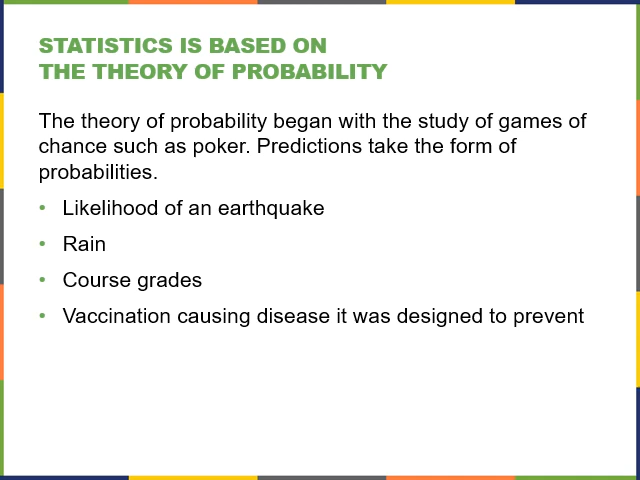 STATISTICS IS BASED ON
THE THEORY OF PROBABILITY
The theory of probability began with the study of games of
chance such as poker. Predictions take the form of
probabilities.
• Likelihood of an earthquake
• Rain
• Course grades
• Vaccination causing disease it was designed to prevent